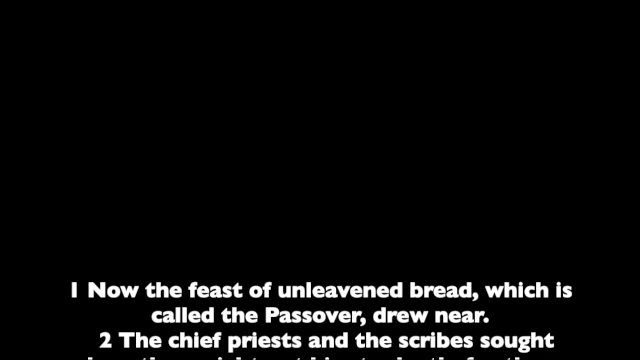 1 Now the feast of unleavened bread, which is
called the Passover, drew near.
2 The chief priests and the scribes sought